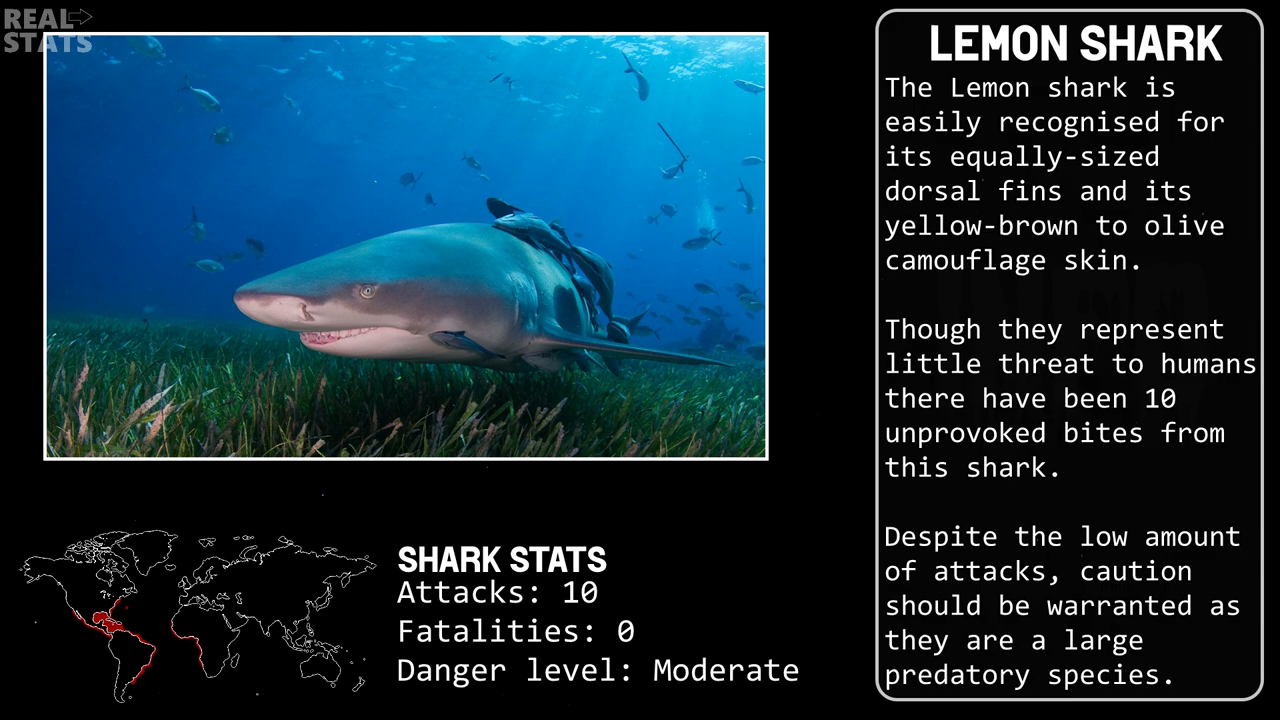 REAL
STATS
LEMON SHARK
The Lemon shark is
easily recognised for
its equally-sized
dorsal fins and its
yellow-brown to olive
camouflage skin.
Though they represent
little threat to humans
there have been 10
unprovoked bites from
this shark.
Despite the low amount
of attacks, caution
should be warranted as
they are a large
predatory species.
SHARK STATS
Attacks: 10
Fatalities: 0
Danger level: Moderate